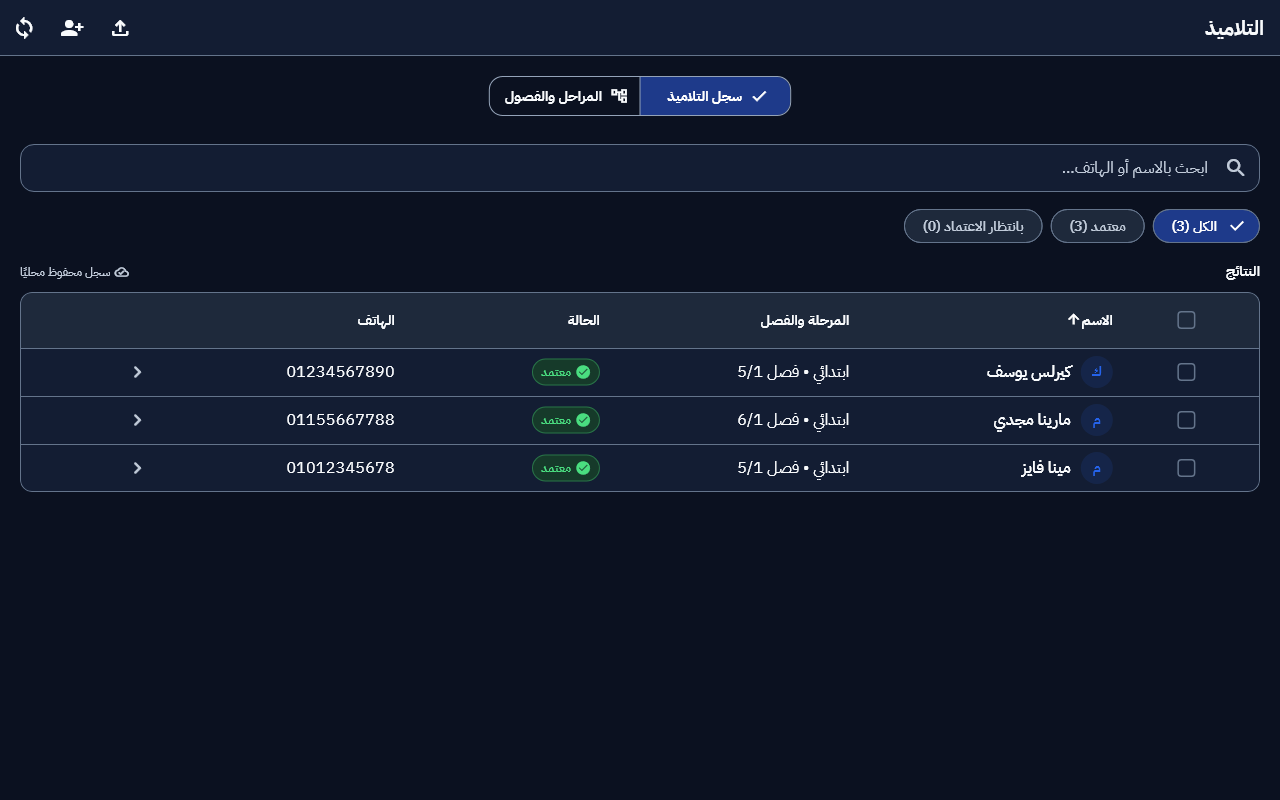 التلاميذ
سجل التلاميذ
المراحل والفصول
ابحث بالاسم أو الهاتف...
الكل (3)
معتمد (3)
بانتظار الاعتماد (0)
النتائج
سجل محفوظ محليًا
الاسم المرحلة والفصل الحالة الهاتف
ك كيرلس يوسف ابتدائي • فصل 5/1 معتمد 01234567890
م مارينا مجدي ابتدائي • فصل 6/1 معتمد 01155667788
م مينا فايز ابتدائي • فصل 5/1 معتمد 01012345678